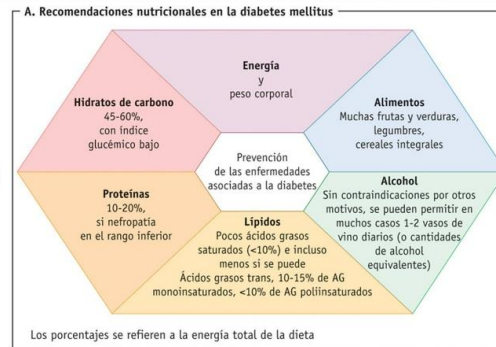 A. Recomendaciones nutricionales en la diabetes mellitus
Energía
y
peso corporal
Hidratos de carbono
45-60%,
con índice
glucémico bajo
Alimentos
Muchas frutas y verduras,
legumbres,
cereales integrales
Prevención
de las enfermedades
asociadas a la diabetes
Proteínas
10-20%,
si nefropatia
en el rango inferior
Alcohol
Sin contraindicaciones por otros
motivos, se pueden permitir en
muchos casos 1-2 vasos de
vino diarios (o cantidades
de alcohol
equivalentes)
Lípidos
Pocos ácidos grasos
saturados (<10%) e incluso
menos si se puede
Ácidos grasos trans, 10-15% de AG
monoinsaturados, <10% de AG poliinsaturados
Los porcentajes se refieren a la energía total de la dieta